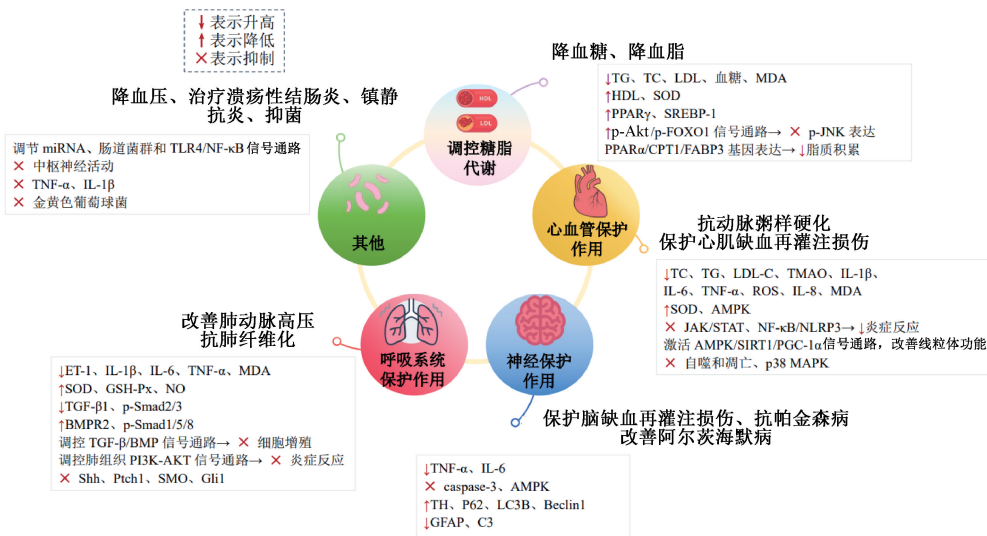 ↓ 表示升高
↑ 表示降低
× 表示抑制
降血糖、降血脂
↓TG、TC、LDL、血糖、MDA
↑HDL、SOD
↑PPARγ、SREBP-1
↑p-Akt/p-FOXO1 信号通路→ × p-JNK 表达
PPARα/CPT1/FABP3 基因表达→ ↓脂质积累
降血压、治疗溃疡性结肠炎、镇静
抗炎、抑菌
调节 miRNA、肠道菌群和 TLR4/NF-κB 信号通路
× 中枢神经活动
× TNF-α、IL-1β
× 金黄色葡萄球菌
HDL
LDL
调控糖脂
代谢
其他
心血管保护
作用
抗动脉粥样硬化
保护心肌缺血再灌注损伤
↓TC、TG、LDL-C、TMAO、IL-1β、
IL-6、TNF-α、ROS、IL-8、MDA
↑SOD、AMPK
× JAK/STAT、NF-κB/NLRP3→ ↓炎症反应
激活 AMPK/SIRT1/PGC-1α信号通路，改善线粒体功能
× 自噬和凋亡、p38 MAPK
改善肺动脉高压
抗肺纤维化
呼吸系统
保护作用
神经保护
作用
↓ET-1、IL-1β、IL-6、TNF-α、MDA
↑SOD、GSH-Px、NO
↓TGF-β1、p-Smad2/3
↑BMPR2、p-Smad1/5/8
调控 TGF-β/BMP 信号通路→ × 细胞增殖
调控肺组织 PI3K-AKT 信号通路→ × 炎症反应
× Shh、Ptch1、SMO、Gli1
保护脑缺血再灌注损伤、抗帕金森病
改善阿尔茨海默病
↓TNF-α、IL-6
× caspase-3、AMPK
↑TH、P62、LC3B、Beclin1
↓GFAP、C3